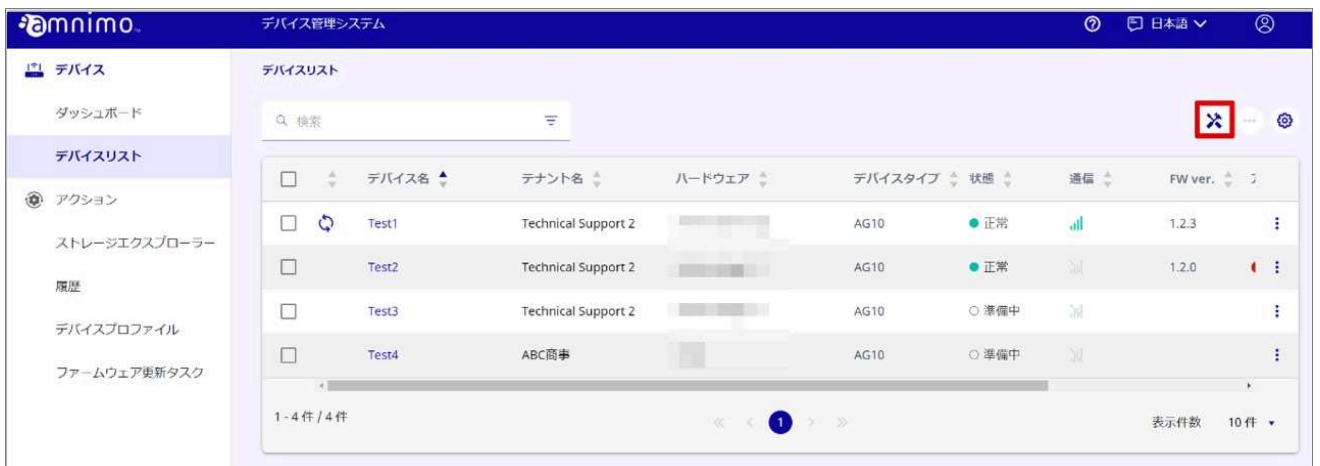 amnimo™ デバイス管理システム 日本語
デバイス
デバイスリスト
ダッシュボード
検索
デバイスリスト
デバイス名 テナント名 ハードウェア デバイスタイプ 状態 通信 FW ver.
アクション
Test1 Technical Support 2 AG10 正常 1.2.3
ストレージエクスプローラー
Test2 Technical Support 2 AG10 正常 1.2.0
履歴
Test3 Technical Support 2 AG10 準備中
デバイスプロファイル
Test4 ABC商事 AG10 準備中
ファームウェア更新タスク
1 - 4 件 / 4 件 « < 1 > » 表示件数 10 件